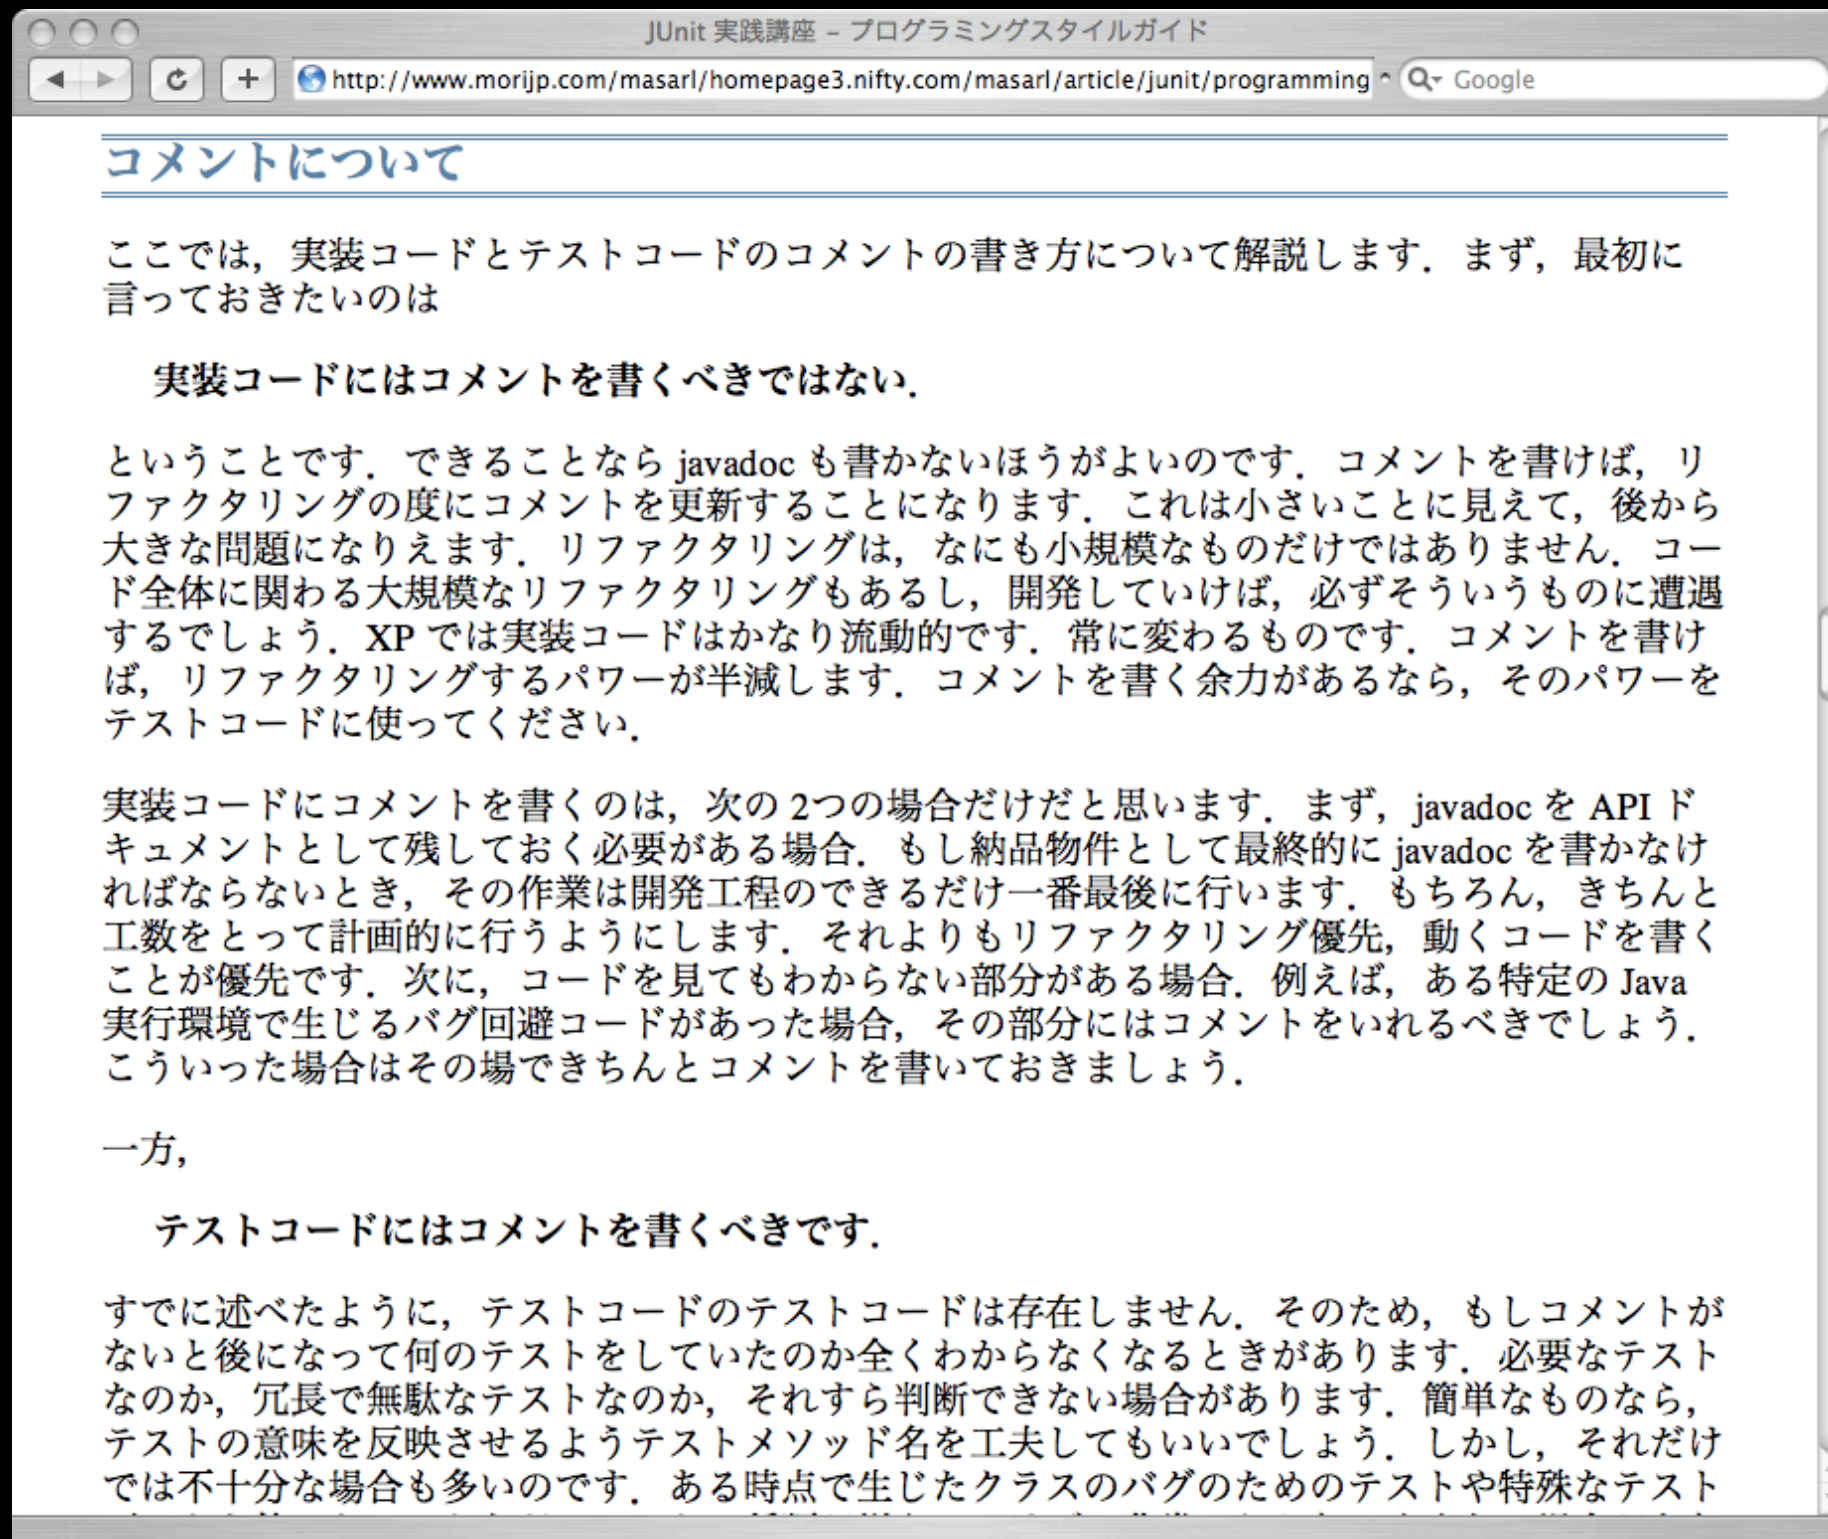 JUnit 実践講座 – プログラミングスタイルガイド
http://www.morijp.com/masarl/homepage3.nifty.com/masarl/article/junit/programming
Google
コメントについて
ここでは，実装コードとテストコードのコメントの書き方について解説します．まず，最初に
言っておきたいのは
実装コードにはコメントを書くべきではない．
ということです．できることなら javadoc も書かないほうがよいのです．コメントを書けば，リ
ファクタリングの度にコメントを更新することになります．これは小さいことに見えて，後から
大きな問題になりえます．リファクタリングは，なにも小規模なものだけではありません．コー
ド全体に関わる大規模なリファクタリングもあるし，開発していけば，必ずそういうものに遭遇
するでしょう．XP では実装コードはかなり流動的です．常に変わるものです．コメントを書け
ば，リファクタリングするパワーが半減します．コメントを書く余力があるなら，そのパワーを
テストコードに使ってください．
実装コードにコメントを書くのは，次の 2つの場合だけだと思います．まず，javadoc を API ド
キュメントとして残しておく必要がある場合．もし納品物件として最終的に javadoc を書かなけ
ればならないとき，その作業は開発工程のできるだけ一番最後に行います．もちろん，きちんと
工数をとって計画的に行うようにします．それよりもリファクタリング優先，動くコードを書く
ことが優先です．次に，コードを見てもわからない部分がある場合．例えば，ある特定の Java
実行環境で生じるバグ回避コードがあった場合，その部分にはコメントをいれるべきでしょう．
こういった場合はその場できちんとコメントを書いておきましょう．
一方，
テストコードにはコメントを書くべきです．
すでに述べたように，テストコードのテストコードは存在しません．そのため，もしコメントが
ないと後になって何のテストをしていたのか全くわからなくなるときがあります．必要なテスト
なのか，冗長で無駄なテストなのか，それすら判断できない場合があります．簡単なものなら，
テストの意味を反映させるようテストメソッド名を工夫してもいいでしょう．しかし，それだけ
では不十分な場合も多いのです．ある時点で生じたクラスのバグのためのテストや特殊なテスト